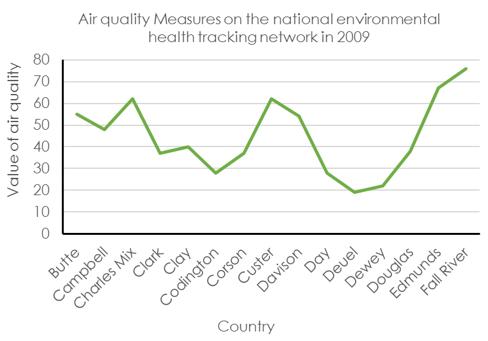 Air quality Measures on the national environmental
health tracking network in 2009
Value of air quality
80
70
60
50
40
30
20
10
0
Butte
Campbell
Charles Mix
Clark
Clay
Codington
Corson
Custer
Davison
Day
Deuel
Dewey
Douglas
Edmunds
Fall River
Country